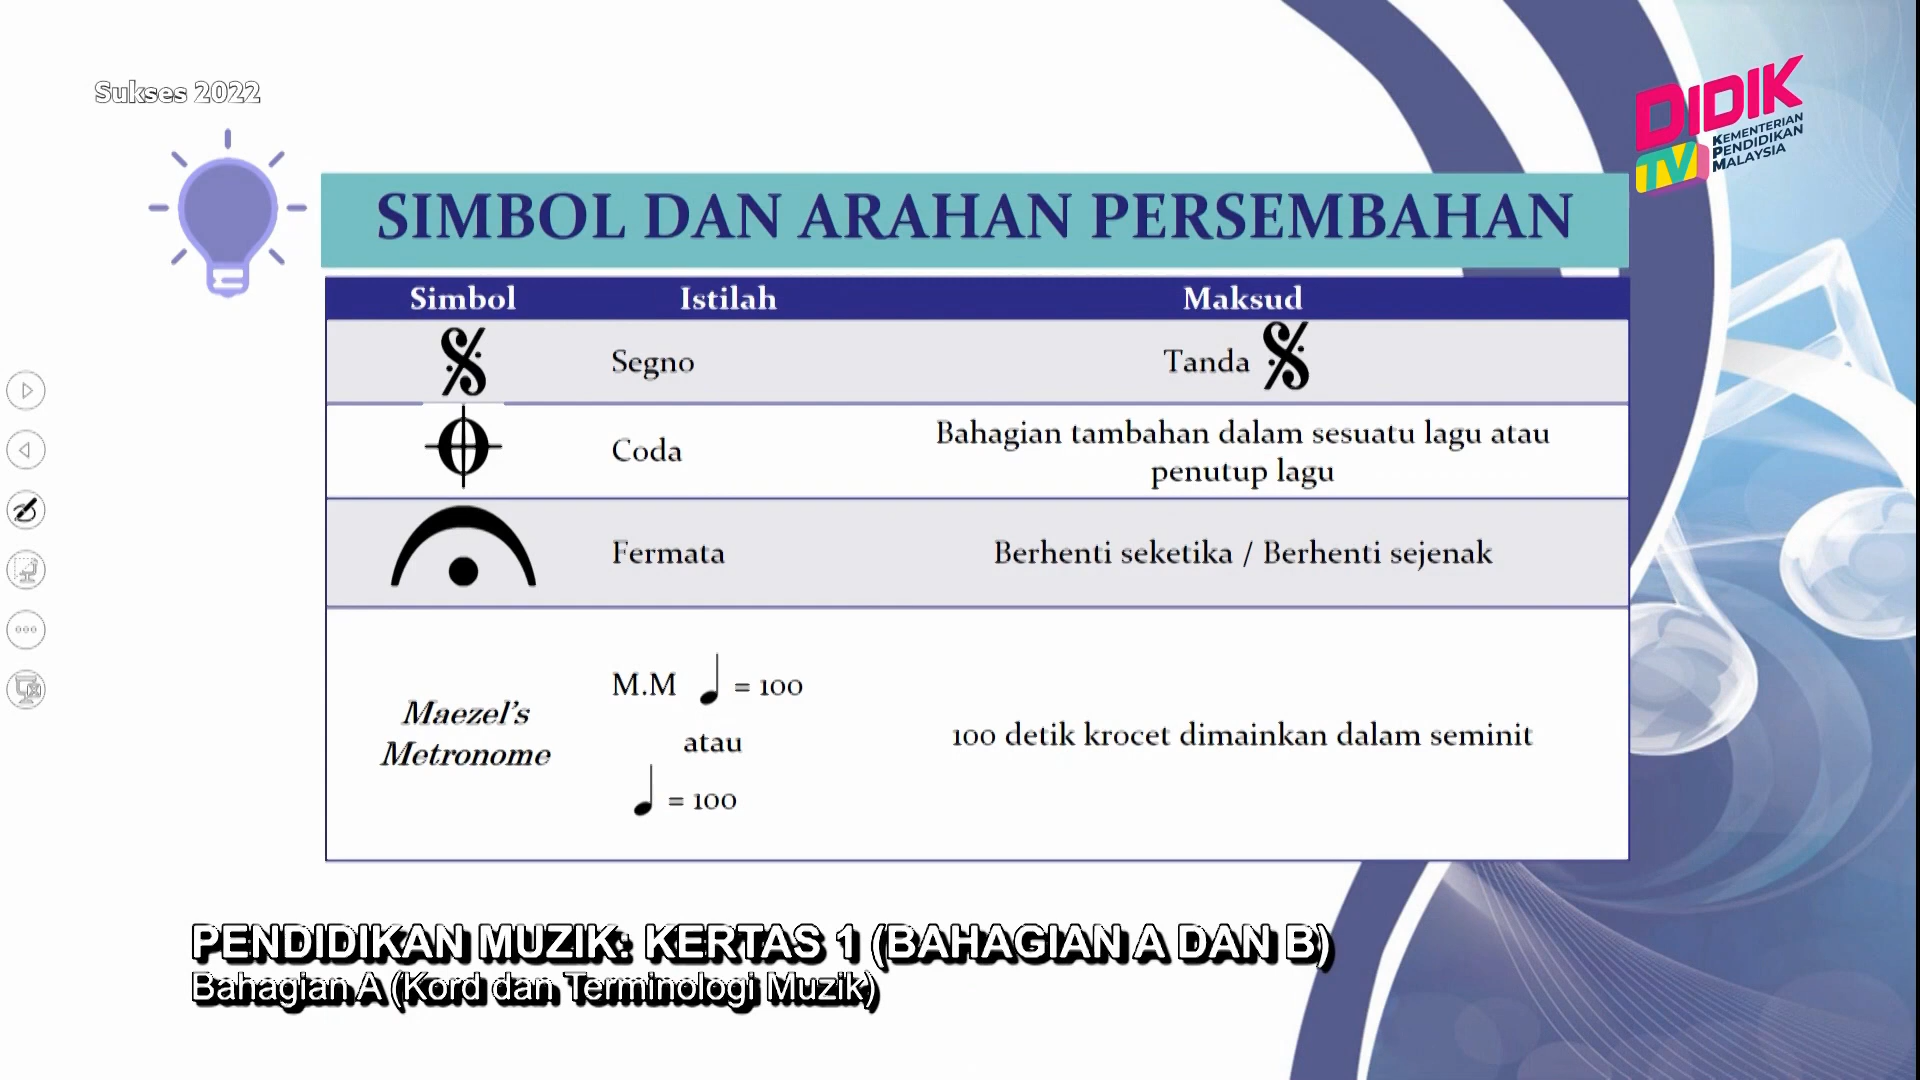 Sukses 2022
DIDIK
TV
KEMENTERIAN
PENDIDIKAN
MALAYSIA
SIMBOL DAN ARAHAN PERSEMBAHAN
Simbol Istilah Maksud
Segno Tanda
Coda Bahagian tambahan dalam sesuatu lagu atau
penutup lagu
Fermata Berhenti seketika / Berhenti sejenak
Maezel's
Metronome
M.M = 100
atau
= 100
100 detik krocet dimainkan dalam seminit
PENDIDIKAN MUZIK: KERTAS 1 (BAHAGIAN A DAN B)
Bahagian A (Kord dan Terminologi Muzik)